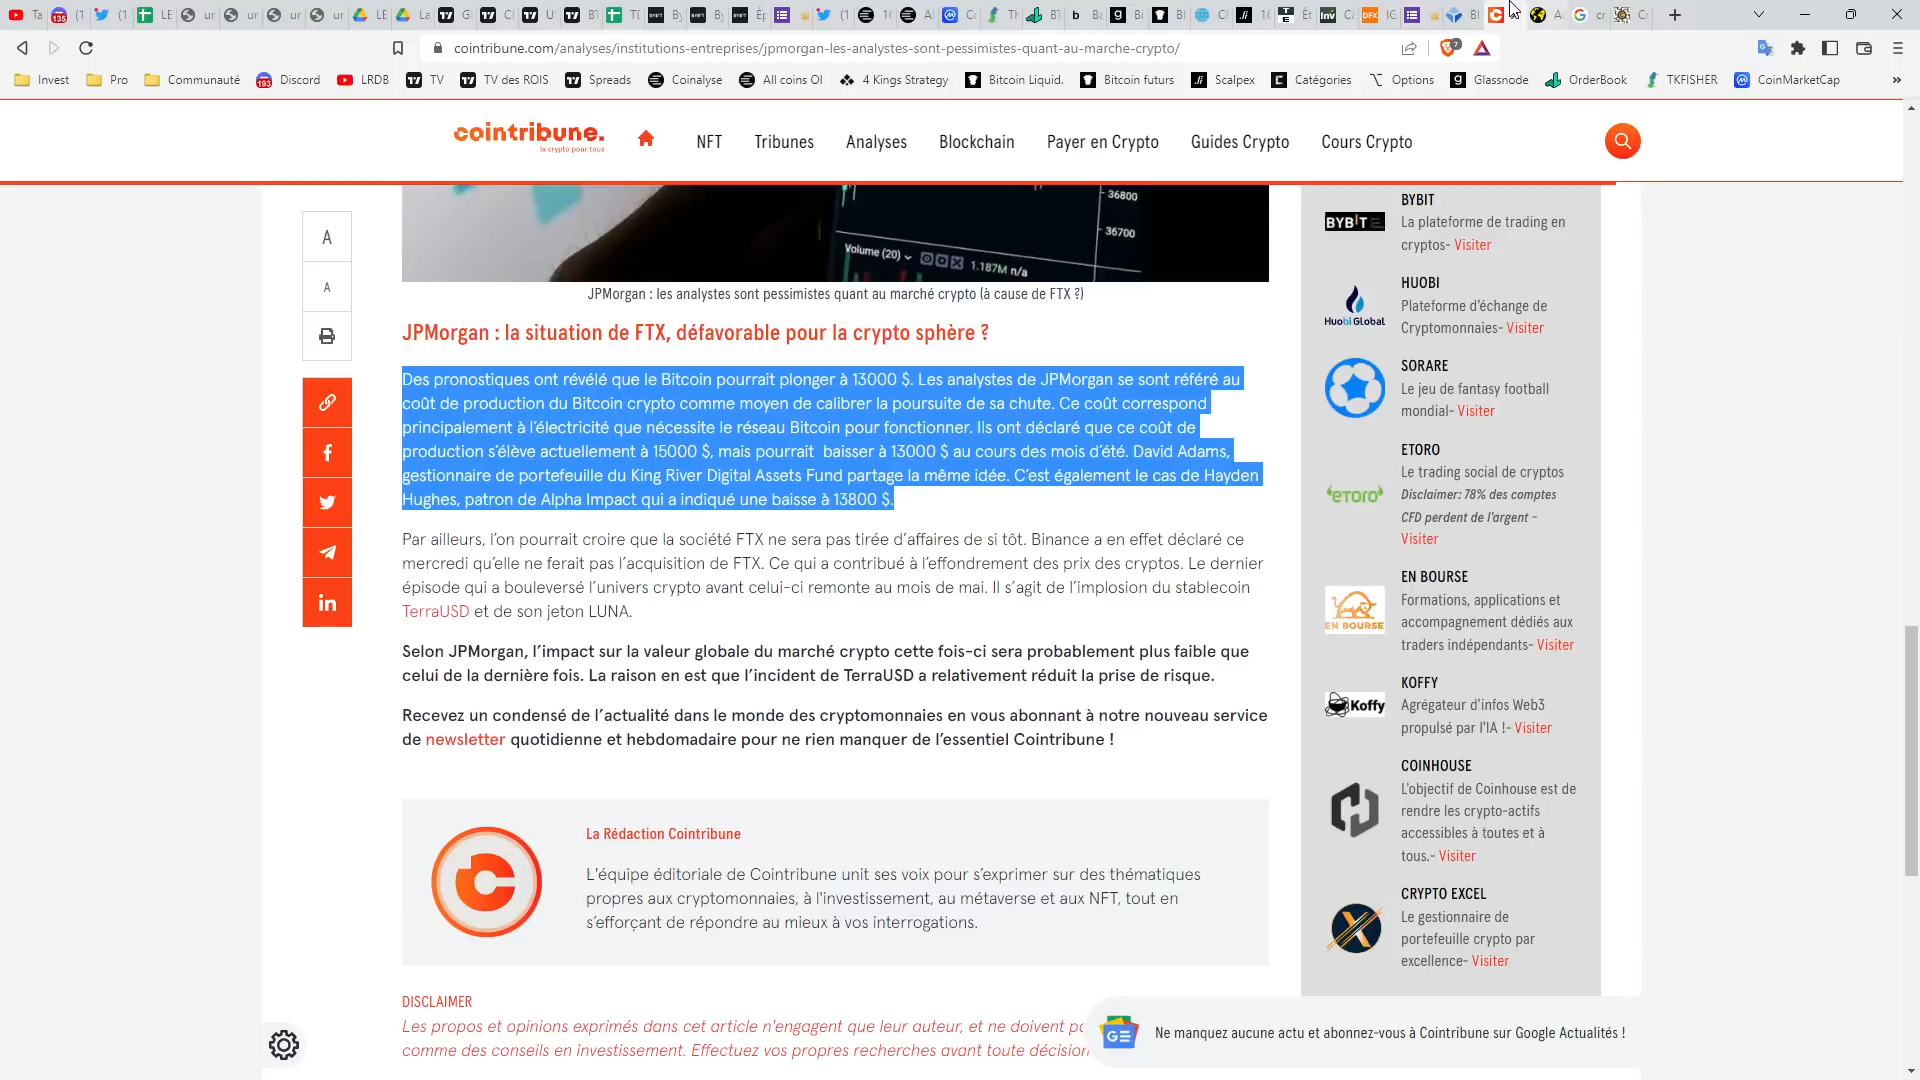 cointribune.com/analyses/institutions-entreprises/jpmorgan-les-analystes-sont-pessimistes-quant-au-marche-crypto/
Invest
Pro
Communauté
Discord
LRDB
TV
TV des ROIS
Spreads
Coinalyse
All coins OI
4 Kings Strategy
Bitcoin Liquid.
Bitcoin futurs
Scalpex
Catégories
Options
Glassnode
OrderBook
TKFISHER
CoinMarketCap
cointribune.
la crypto pour tous
NFT
Tribunes
Analyses
Blockchain
Payer en Crypto
Guides Crypto
Cours Crypto
A
A
36800
36700
Volume (20)
1.187M n/a
JPMorgan : les analystes sont pessimistes quant au marché crypto (à cause de FTX ?)
JPMorgan : la situation de FTX, défavorable pour la crypto sphère ?
Des pronostiques ont révélé que le Bitcoin pourrait plonger à 13000 $. Les analystes de JPMorgan se sont référé au
coût de production du Bitcoin crypto comme moyen de calibrer la poursuite de sa chute. Ce coût correspond
principalement à l'électricité que nécessite le réseau Bitcoin pour fonctionner. Ils ont déclaré que ce coût de
production s'élève actuellement à 15000 $, mais pourrait  baisser à 13000 $ au cours des mois d'été. David Adams,
gestionnaire de portefeuille du King River Digital Assets Fund partage la même idée. C'est également le cas de Hayden
Hughes, patron de Alpha Impact qui a indiqué une baisse à 13800 $.
Par ailleurs, l'on pourrait croire que la société FTX ne sera pas tirée d'affaires de si tôt. Binance a en effet déclaré ce
mercredi qu'elle ne ferait pas l'acquisition de FTX. Ce qui a contribué à l'effondrement des prix des cryptos. Le dernier
épisode qui a bouleversé l'univers crypto avant celui-ci remonte au mois de mai. Il s'agit de l'implosion du stablecoin
TerraUSD et de son jeton LUNA.
Selon JPMorgan, l'impact sur la valeur globale du marché crypto cette fois-ci sera probablement plus faible que
celui de la dernière fois. La raison en est que l'incident de TerraUSD a relativement réduit la prise de risque.
Recevez un condensé de l'actualité dans le monde des cryptomonnaies en vous abonnant à notre nouveau service
de newsletter quotidienne et hebdomadaire pour ne rien manquer de l'essentiel Cointribune !
La Rédaction Cointribune
L'équipe éditoriale de Cointribune unit ses voix pour s'exprimer sur des thématiques
propres aux cryptomonnaies, à l'investissement, au métaverse et aux NFT, tout en
s'efforçant de répondre au mieux à vos interrogations.
DISCLAIMER
Les propos et opinions exprimés dans cet article n'engagent que leur auteur, et ne doivent
comme des conseils en investissement. Effectuez vos propres recherches avant toute
BYBIT
BYBIT
La plateforme de trading en
cryptos- Visiter
Huobi Global
HUOBI
Plateforme d'échange de
Cryptomonnaies- Visiter
SORARE
Le jeu de fantasy football
mondial- Visiter
eToro
ETORO
Le trading social de cryptos
Disclaimer: 78% des comptes
CFD perdent de l'argent -
Visiter
EN BOURSE
EN BOURSE
Formations, applications et
accompagnement dédiés aux
traders indépendants- Visiter
Koffy
KOFFY
Agrégateur d'infos Web3
propulsé par l'IA !- Visiter
COINHOUSE
L'objectif de Coinhouse est de
rendre les crypto-actifs
accessibles à toutes et à
tous.- Visiter
CRYPTO EXCEL
Le gestionnaire de
portefeuille crypto par
excellence- Visiter
Ne manquez aucune actu et abonnez-vous à Cointribune sur Google Actualités !